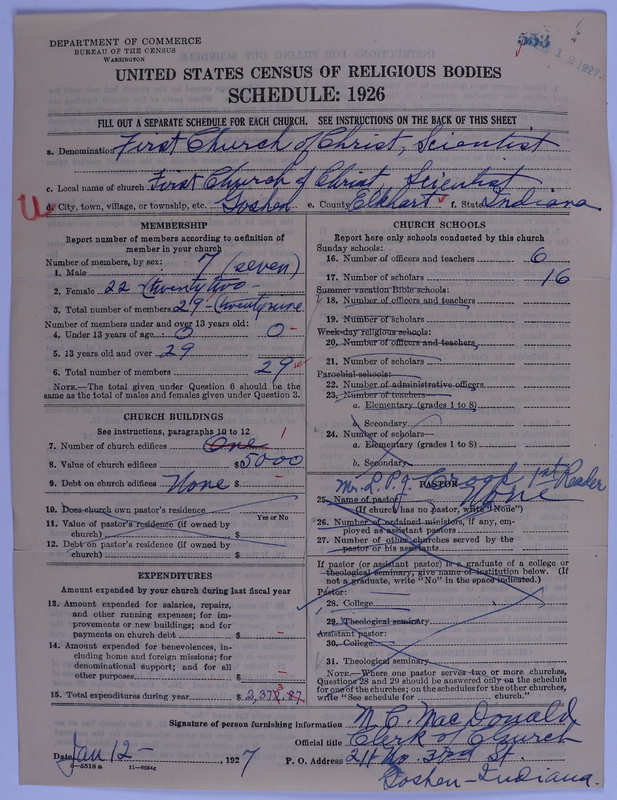 DEPARTMENT OF COMMERCE
BUREAU OF THE CENSUS
WASHINGTON
1 2 1927
UNITED STATES CENSUS OF RELIGIOUS BODIES
SCHEDULE: 1926
FILL OUT A SEPARATE SCHEDULE FOR EACH CHURCH. SEE INSTRUCTIONS ON THE BACK OF THIS SHEET
a. Denomination First Church of Christ, Scientist
c. Local name of church First Church of Christ Scientist
d. City, town, village, or township, etc. Goshen e. County Elkhart f. State Indiana
MEMBERSHIP
Report number of members according to definition of
member in your church
Number of members, by sex:
1. Male 7 (seven)
2. Female 22 - (twenty two -
3. Total number of members 29 - (twenty nine
Number of members under and over 13 years old:
4. Under 13 years of age 0 0 -
5. 13 years old and over 29
6. Total number of members 29
NOTE.—The total given under Question 6 should be the
same as the total of males and females given under Question 3.
CHURCH BUILDINGS
See instructions, paragraphs 10 to 12
7. Number of church edifices One 1
8. Value of church edifices $5000
9. Debt on church edifices None $ -
10. Does church own pastor's residence
Yes or No
11. Value of pastor's residence (if owned by
church) $
12. Debt on pastor's residence (if owned by
church) $
EXPENDITURES
Amount expended by your church during last fiscal year
13. Amount expended for salaries, repairs,
and other running expenses; for im-
provements or new buildings; and for
payments on church debt $ -
14. Amount expended for benevolences, in-
cluding home and foreign missions; for
denominational support; and for all
other purposes $ -
15. Total expenditures during year $ 2,378.87
CHURCH SCHOOLS
Report here only schools conducted by this church
Sunday schools:
16. Number of officers and teachers 6
17. Number of scholars 16
Summer vacation Bible schools:
18. Number of officers and teachers
19. Number of scholars
Week-day religious schools:
20. Number of officers and teachers
21. Number of scholars
Parochial schools:
22. Number of administrative officers
23. Number of teachers—
a. Elementary (grades 1 to 8)
b. Secondary
24. Number of scholars—
a. Elementary (grades 1 to 8)
b. Secondary
PASTOR
Mr. L. P. 1st Reader
25. Name of pastor None
(If church has no pastor, write "None")
26. Number of ordained ministers, if any, em-
ployed as assistant pastors
27. Number of other churches served by the
pastor or his assistants
If pastor (or assistant pastor) is a graduate of a college or
theological seminary, give name of institution below. (If
not a graduate, write "No" in the space indicated.)
Pastor:
28. College
29. Theological seminary
Assistant pastor:
30. College
31. Theological seminary
NOTE.—Where one pastor serves two or more churches,
Questions 28 and 29 should be answered only on the schedule
for one of the churches; on the schedules for the other churches,
write "See schedule for church."
Signature of person furnishing information M. C. MacDonald
Official title Clerk of Church
Date Jan 12 - , 1927 P. O. Address 211 No. 3rd St.
Goshen - Indiana.
11—9054